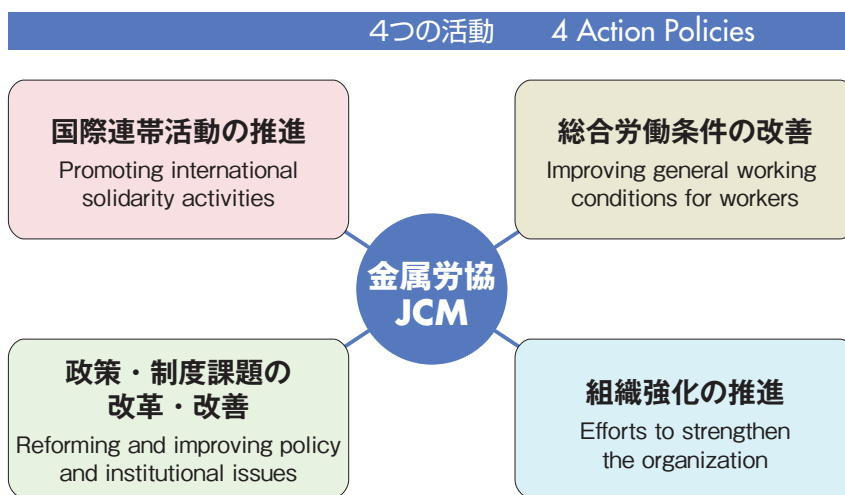 4つの活動 4 Action Policies
国際連帯活動の推進
Promoting international
solidarity activities
総合労働条件の改善
Improving general working
conditions for workers
金属労協
JCM
政策・制度課題の
改革・改善
Reforming and improving policy
and institutional issues
組織強化の推進
Efforts to strengthen
the organization